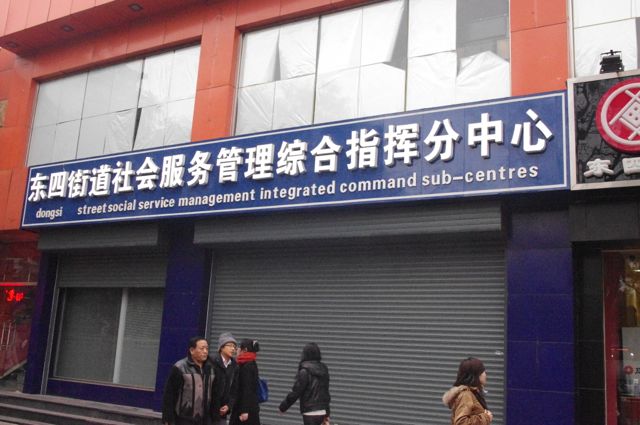 东四街道社会服务管理综合指挥分中心
dongsi street social service management integrated command sub-centres